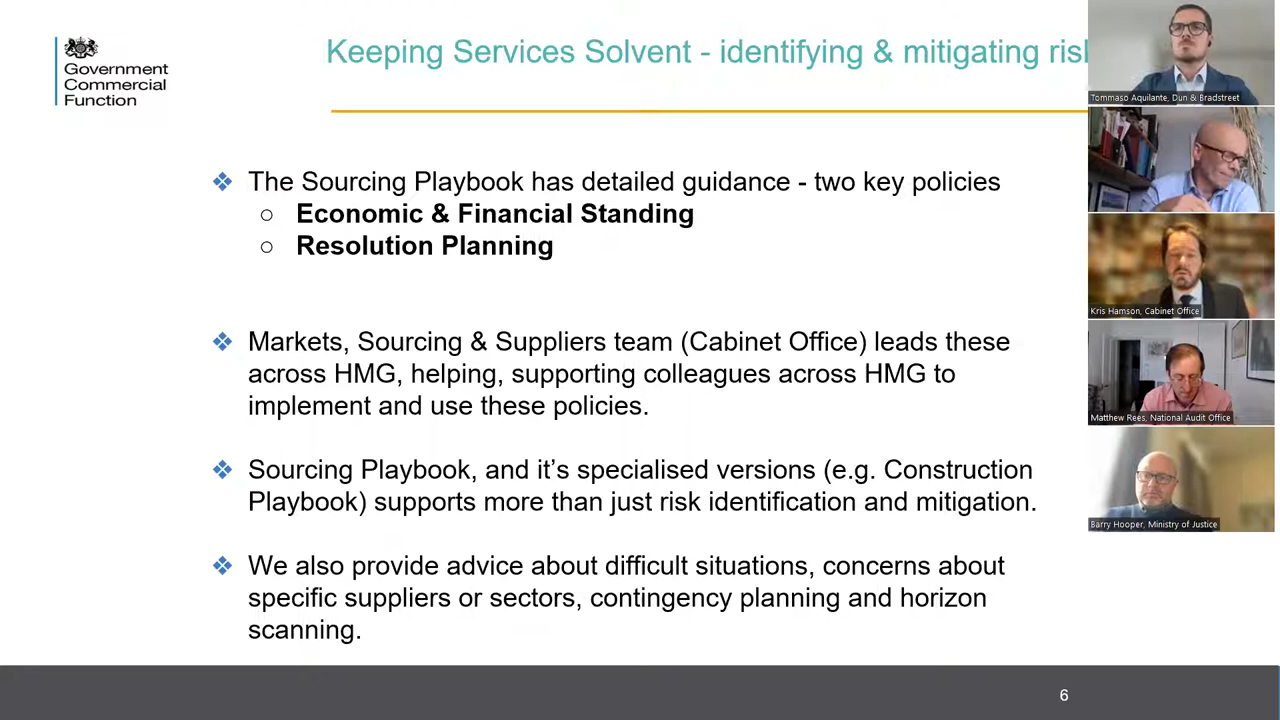 Government
Commercial
Function
Keeping Services Solvent - identifying & mitigating risk
The Sourcing Playbook has detailed guidance - two key policies
Economic & Financial Standing
Resolution Planning
Markets, Sourcing & Suppliers team (Cabinet Office) leads these
across HMG, helping, supporting colleagues across HMG to
implement and use these policies.
Sourcing Playbook, and it’s specialised versions (e.g. Construction
Playbook) supports more than just risk identification and mitigation.
We also provide advice about difficult situations, concerns about
specific suppliers or sectors, contingency planning and horizon
scanning.
6
Tommaso Aquilante, Dun & Bradstreet
Kris Hamson, Cabinet Office
Matthew Rees, National Audit Office
Barry Hooper, Ministry of Justice